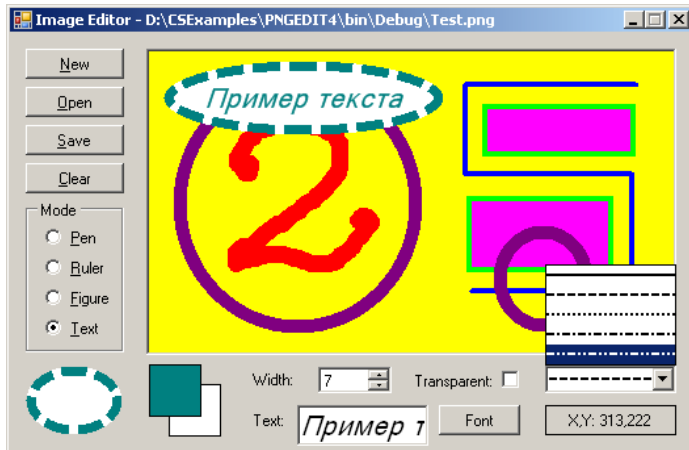 Image Editor - D:\CSExamples\PNGEDIT4\bin\Debug\Test.png
New
Open
Save
Clear
Mode
Pen
Ruler
Figure
Text
Пример текста
2
Width:
7
Transparent:
Text:
Пример т
Font
X,Y: 313,222